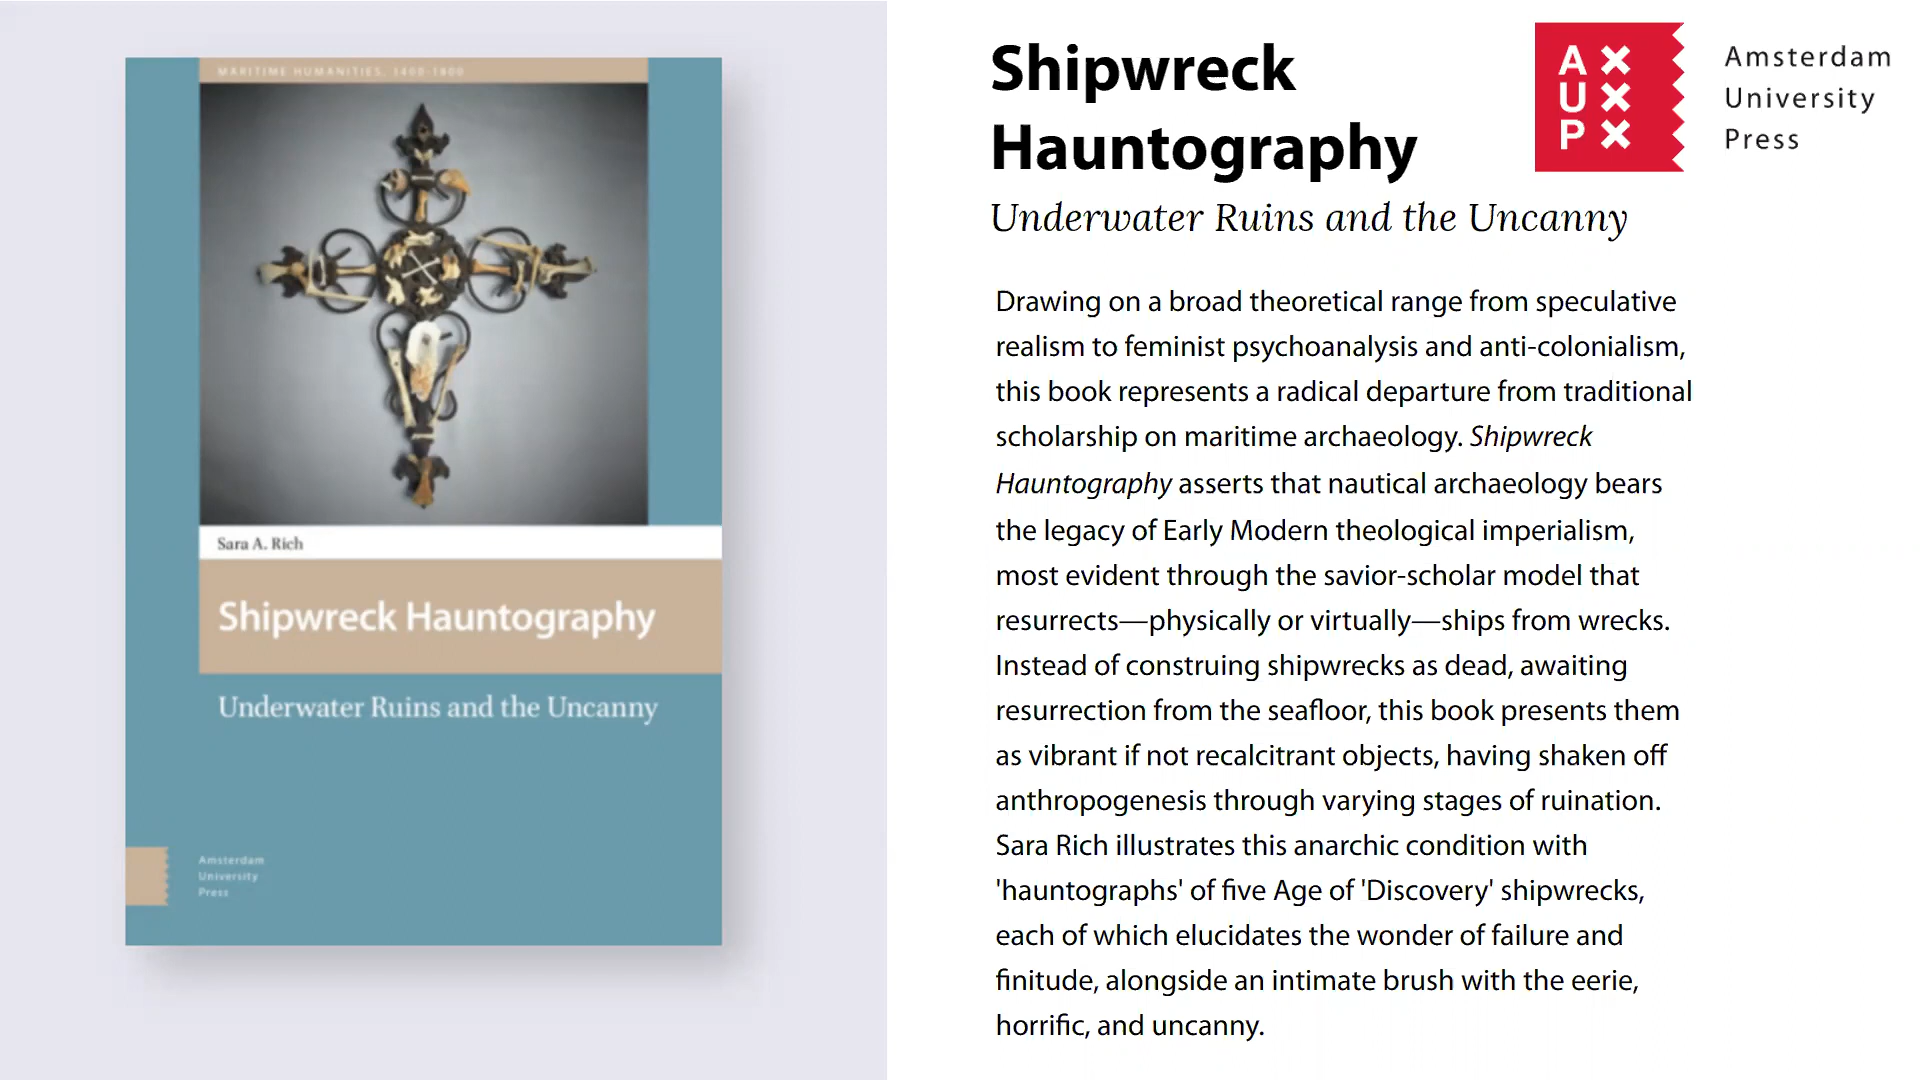 MARITIME HUMANITIES, 1400-1800
Sara A. Rich
Shipwreck Hauntography
Underwater Ruins and the Uncanny
Amsterdam
University
Press
Shipwreck
Hauntography
Underwater Ruins and the Uncanny
A
U
P
Amsterdam
University
Press
Drawing on a broad theoretical range from speculative
realism to feminist psychoanalysis and anti-colonialism,
this book represents a radical departure from traditional
scholarship on maritime archaeology. Shipwreck
Hauntography asserts that nautical archaeology bears
the legacy of Early Modern theological imperialism,
most evident through the savior-scholar model that
resurrects—physically or virtually—ships from wrecks.
Instead of construing shipwrecks as dead, awaiting
resurrection from the seafloor, this book presents them
as vibrant if not recalcitrant objects, having shaken off
anthropogenesis through varying stages of ruination.
Sara Rich illustrates this anarchic condition with
'hauntographs' of five Age of 'Discovery' shipwrecks,
each of which elucidates the wonder of failure and
finitude, alongside an intimate brush with the eerie,
horrific, and uncanny.